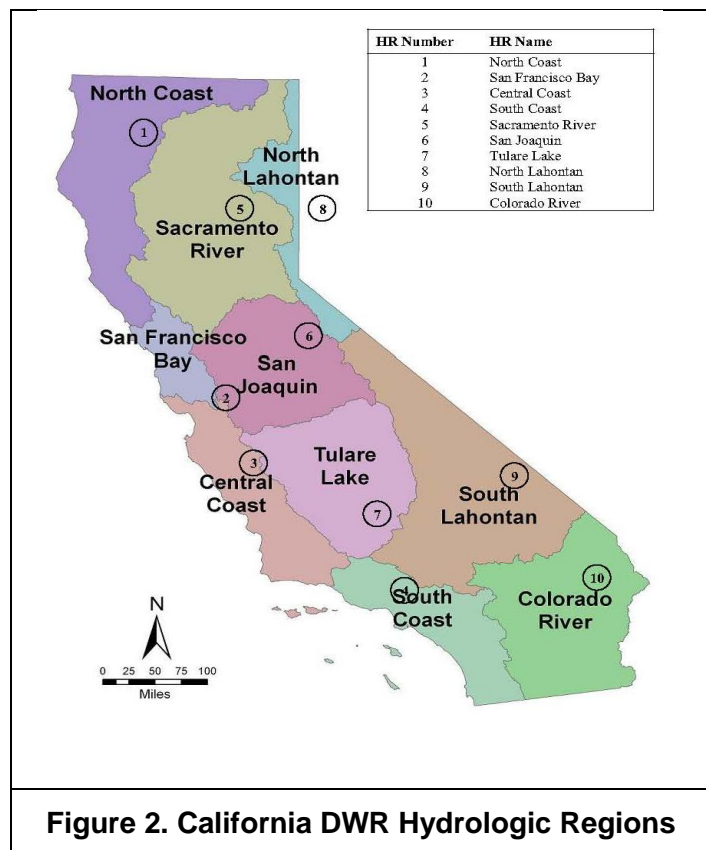 HR Number HR Name
1 North Coast
2 San Francisco Bay
3 Central Coast
4 South Coast
5 Sacramento River
6 San Joaquin
7 Tulare Lake
8 North Lahontan
9 South Lahontan
10 Colorado River
North Coast
1
North
Lahontan
5
8
Sacramento
River
San Francisco
Bay
6
San
Joaquin
2
Tulare
Lake
3
Central
Coast
9
South
Lahontan
7
4
South
Coast
10
Colorado
River
N
0 25 50 75 100
Miles
Figure 2. California DWR Hydrologic Regions